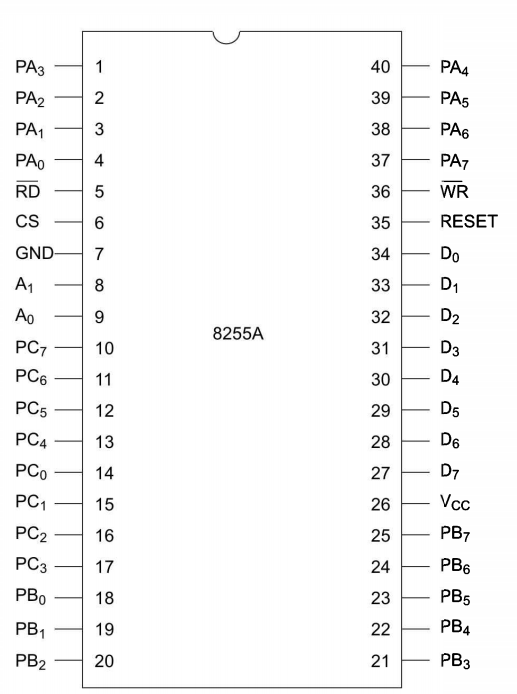 PA3 1 40 PA4
PA2 2 39 PA5
PA1 3 38 PA6
PA0 4 37 PA7
R̅D̅ 5 36 W̅R̅
CS 6 35 RESET
GND 7 34 D0
A1 8 33 D1
A0 9 32 D2
8255A
PC7 10 31 D3
PC6 11 30 D4
PC5 12 29 D5
PC4 13 28 D6
PC0 14 27 D7
PC1 15 26 VCC
PC2 16 25 PB7
PC3 17 24 PB6
PB0 18 23 PB5
PB1 19 22 PB4
PB2 20 21 PB3